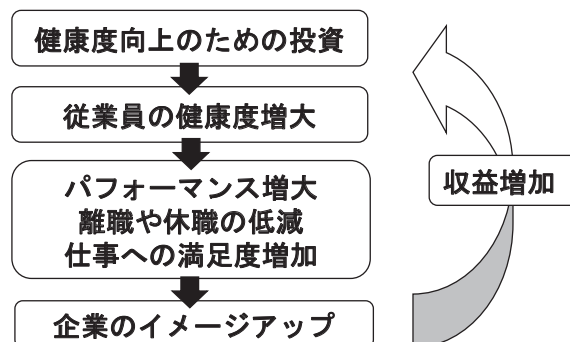 健康度向上のための投資
従業員の健康度増大
パフォーマンス増大
離職や休職の低減
仕事への満足度増加
企業のイメージアップ
収益増加